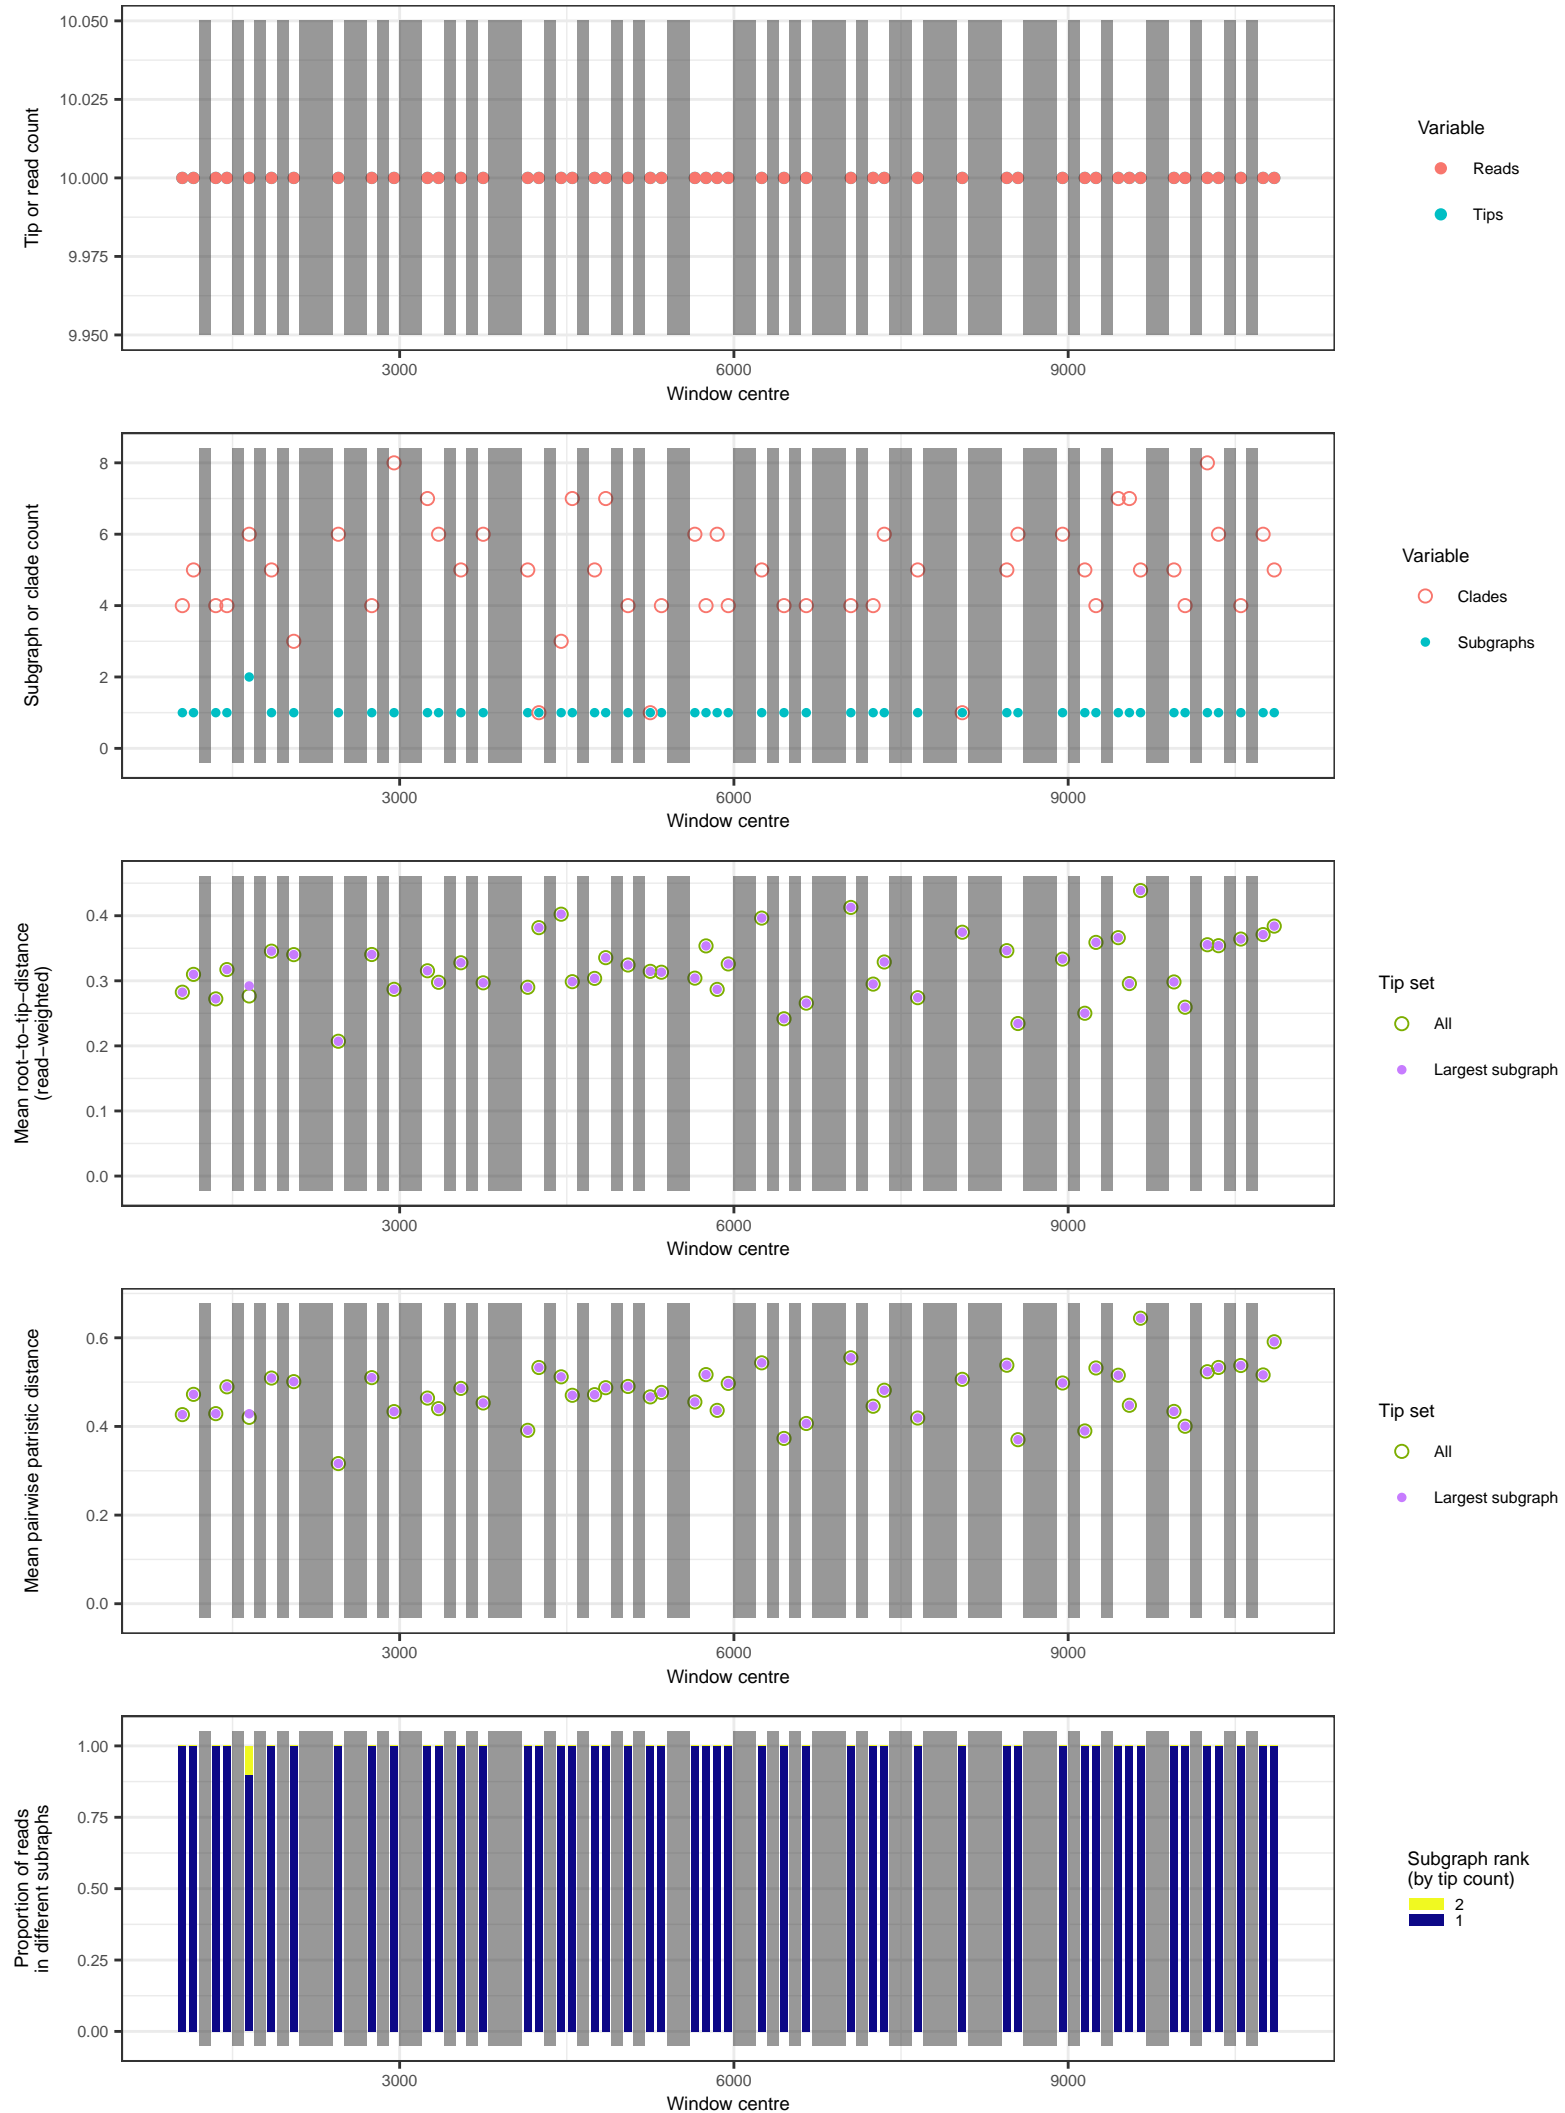 10.050
10.025
10.000
9.975
9.950
Tip or read count
3000
6000
9000
Window centre
Variable
Reads
Tips
8
6
4
2
0
Subgraph or clade count
3000
6000
9000
Window centre
Variable
Clades
Subgraphs
0.4
0.3
0.2
0.1
0.0
Mean root−to−tip−distance
(read−weighted)
3000
6000
9000
Window centre
Tip set
All
Largest subgraph
0.6
0.4
0.2
0.0
Mean pairwise patristic distance
3000
6000
9000
Window centre
Tip set
All
Largest subgraph
1.00
0.75
0.50
0.25
0.00
Proportion of reads
in different subraphs
3000
6000
9000
Window centre
Subgraph rank
(by tip count)
2
1